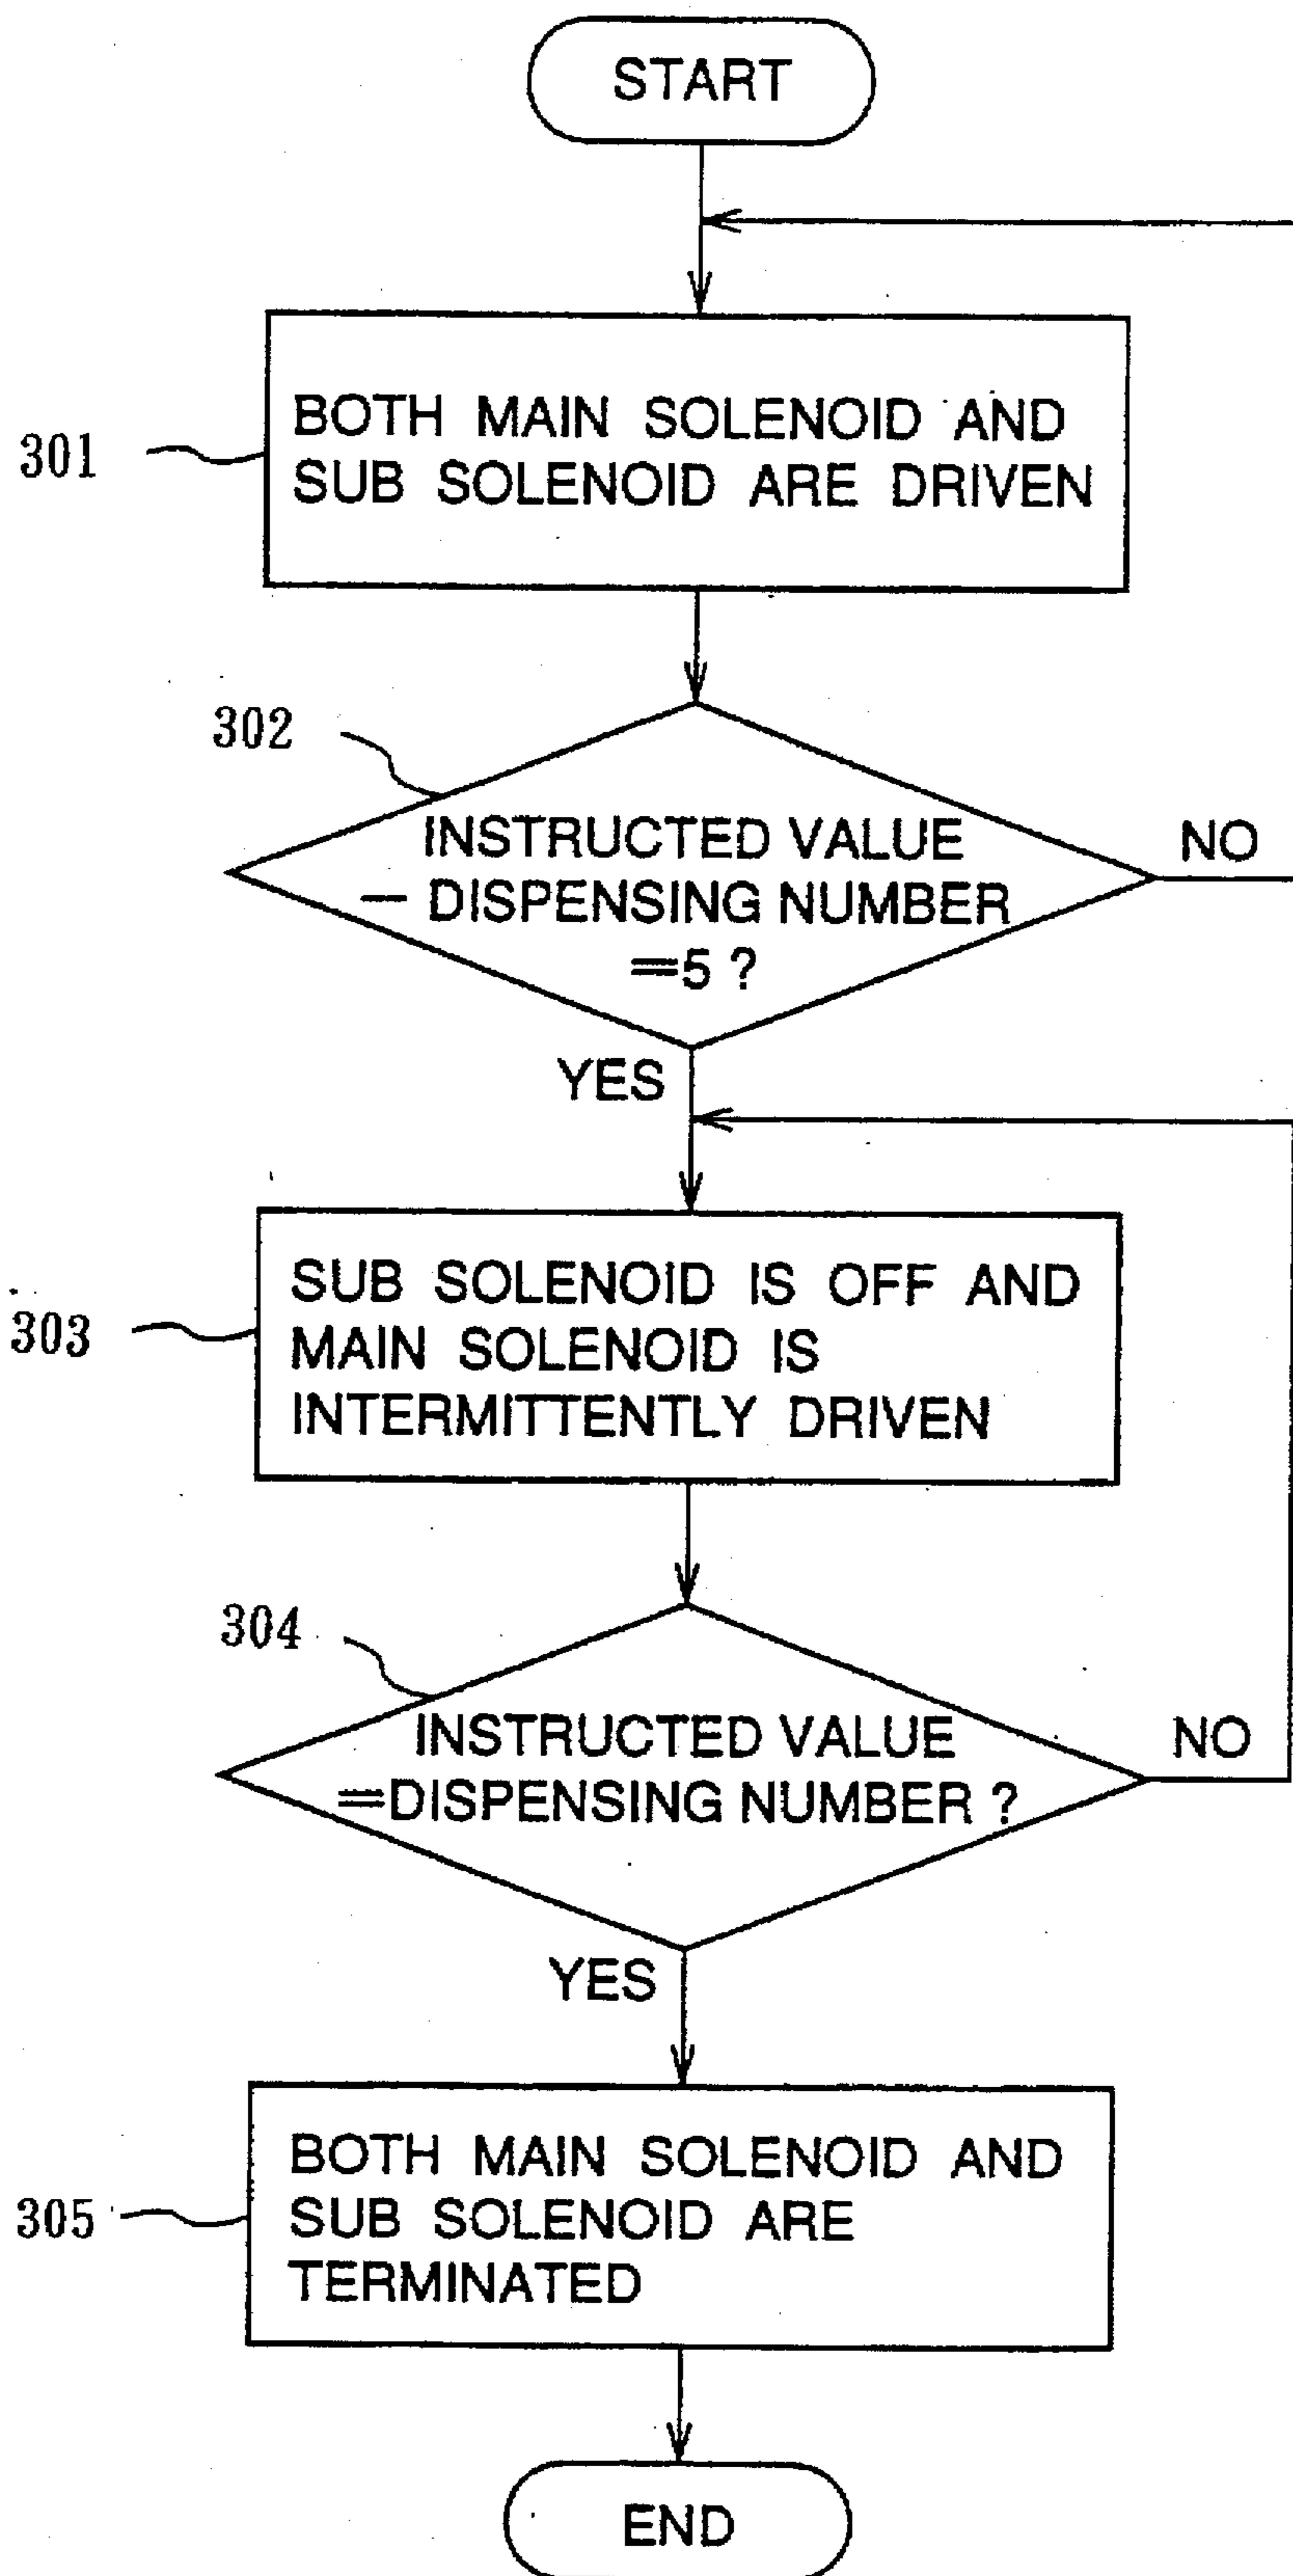 START
301
BOTH MAIN SOLENOID AND
SUB SOLENOID ARE DRIVEN
302
INSTRUCTED VALUE
— DISPENSING NUMBER
=5 ?
NO
YES
303
SUB SOLENOID IS OFF AND
MAIN SOLENOID IS
INTERMITTENTLY DRIVEN
304
INSTRUCTED VALUE
=DISPENSING NUMBER ?
NO
YES
305
BOTH MAIN SOLENOID AND
SUB SOLENOID ARE
TERMINATED
END